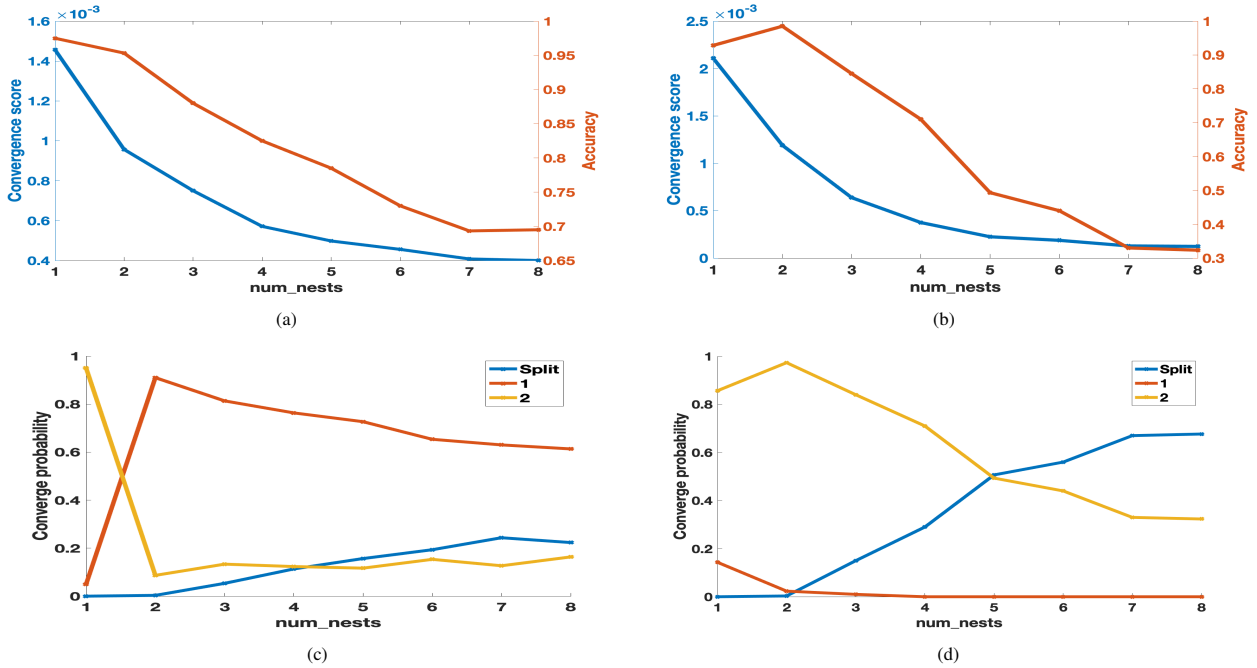 ×10⁻³
1.6
1.4
1.2
1
0.8
0.6
0.4
Convergence score
1
0.95
0.9
0.85
0.8
0.75
0.7
0.65
Accuracy
1 2 3 4 5 6 7 8
num_nests
(a)
×10⁻³
2.5
2
1.5
1
0.5
0
Convergence score
1
0.9
0.8
0.7
0.6
0.5
0.4
0.3
Accuracy
1 2 3 4 5 6 7 8
num_nests
(b)
1
0.8
0.6
0.4
0.2
0
Converge probability
Split
1
2
1 2 3 4 5 6 7 8
num_nests
(c)
1
0.8
0.6
0.4
0.2
0
Converge probability
Split
1
2
1 2 3 4 5 6 7 8
num_nests
(d)